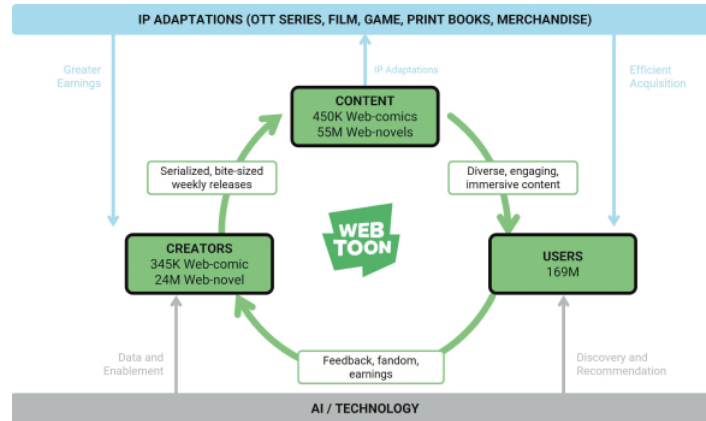 IP ADAPTATIONS (OTT SERIES, FILM, GAME, PRINT BOOKS, MERCHANDISE)
Greater
Earnings
IP Adaptations
Efficient
Acquisition
CONTENT
450K Web-comics
55M Web-novels
Serialized, bite-sized
weekly releases
Diverse, engaging,
immersive content
WEB
TOON
CREATORS
345K Web-comic
24M Web-novel
USERS
169M
Feedback, fandom,
earnings
Data and
Enablement
Discovery and
Recommendation
AI / TECHNOLOGY